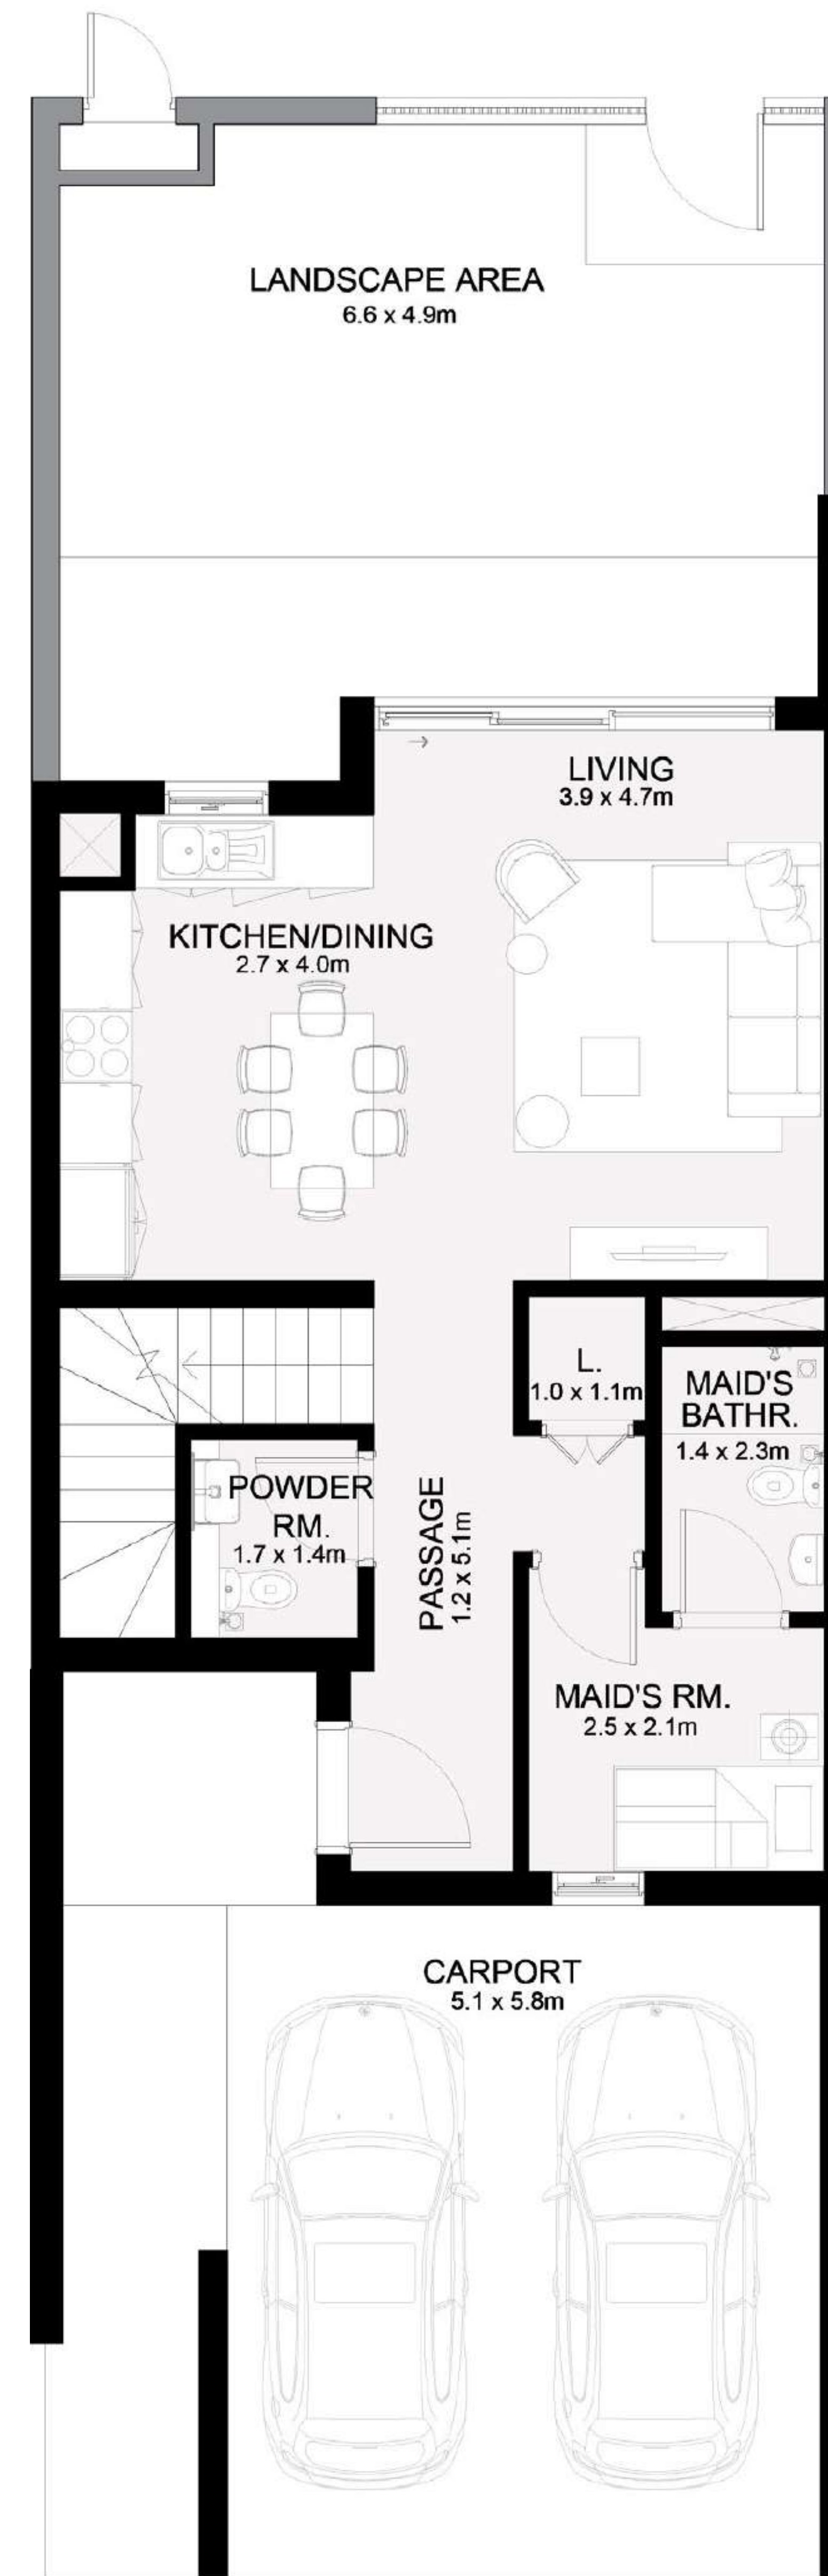 LANDSCAPE AREA
6.6 x 4.9m
LIVING
3.9 x 4.7m
KITCHEN/DINING
2.7 x 4.0m
L.
1.0 x 1.1m
MAID'S
BATHR.
1.4 x 2.3m
POWDER
RM.
1.7 x 1.4m
PASSAGE
1.2 x 5.1m
MAID'S RM.
2.5 x 2.1m
CARPORT
5.1 x 5.8m